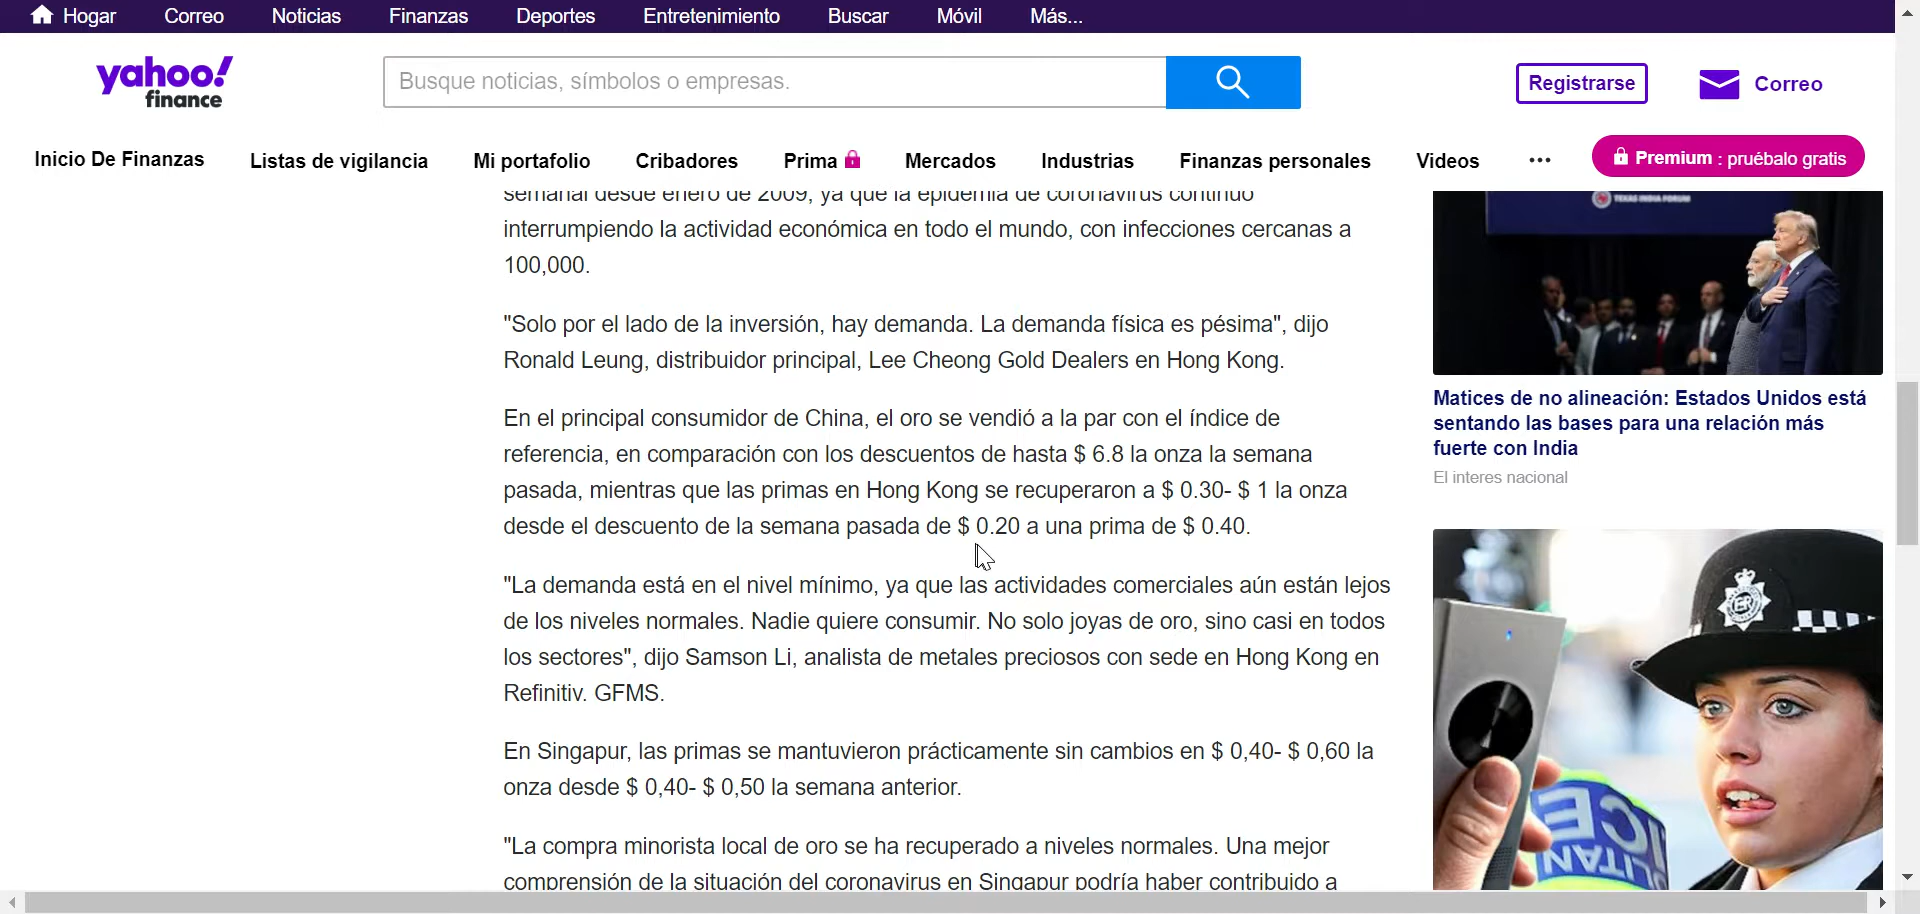 Hogar Correo Noticias Finanzas Deportes Entretenimiento Buscar Móvil Más...
yahoo!
finance
Busque noticias, símbolos o empresas.
Registrarse
Correo
Inicio De Finanzas Listas de vigilancia Mi portafolio Cribadores Prima Mercados Industrias Finanzas personales Videos ... Premium : pruébalo gratis
semanal desde enero de 2009, ya que la epidemia de coronavirus continuó
interrumpiendo la actividad económica en todo el mundo, con infecciones cercanas a
100,000.
"Solo por el lado de la inversión, hay demanda. La demanda física es pésima", dijo
Ronald Leung, distribuidor principal, Lee Cheong Gold Dealers en Hong Kong.
En el principal consumidor de China, el oro se vendió a la par con el índice de
referencia, en comparación con los descuentos de hasta $ 6.8 la onza la semana
pasada, mientras que las primas en Hong Kong se recuperaron a $ 0.30- $ 1 la onza
desde el descuento de la semana pasada de $ 0.20 a una prima de $ 0.40.
"La demanda está en el nivel mínimo, ya que las actividades comerciales aún están lejos
de los niveles normales. Nadie quiere consumir. No solo joyas de oro, sino casi en todos
los sectores", dijo Samson Li, analista de metales preciosos con sede en Hong Kong en
Refinitiv. GFMS.
En Singapur, las primas se mantuvieron prácticamente sin cambios en $ 0,40- $ 0,60 la
onza desde $ 0,40- $ 0,50 la semana anterior.
"La compra minorista local de oro se ha recuperado a niveles normales. Una mejor
comprensión de la situación del coronavirus en Singapur podría haber contribuido a
TEXAS INDIA FORUM
Matices de no alineación: Estados Unidos está
sentando las bases para una relación más
fuerte con India
El interes nacional